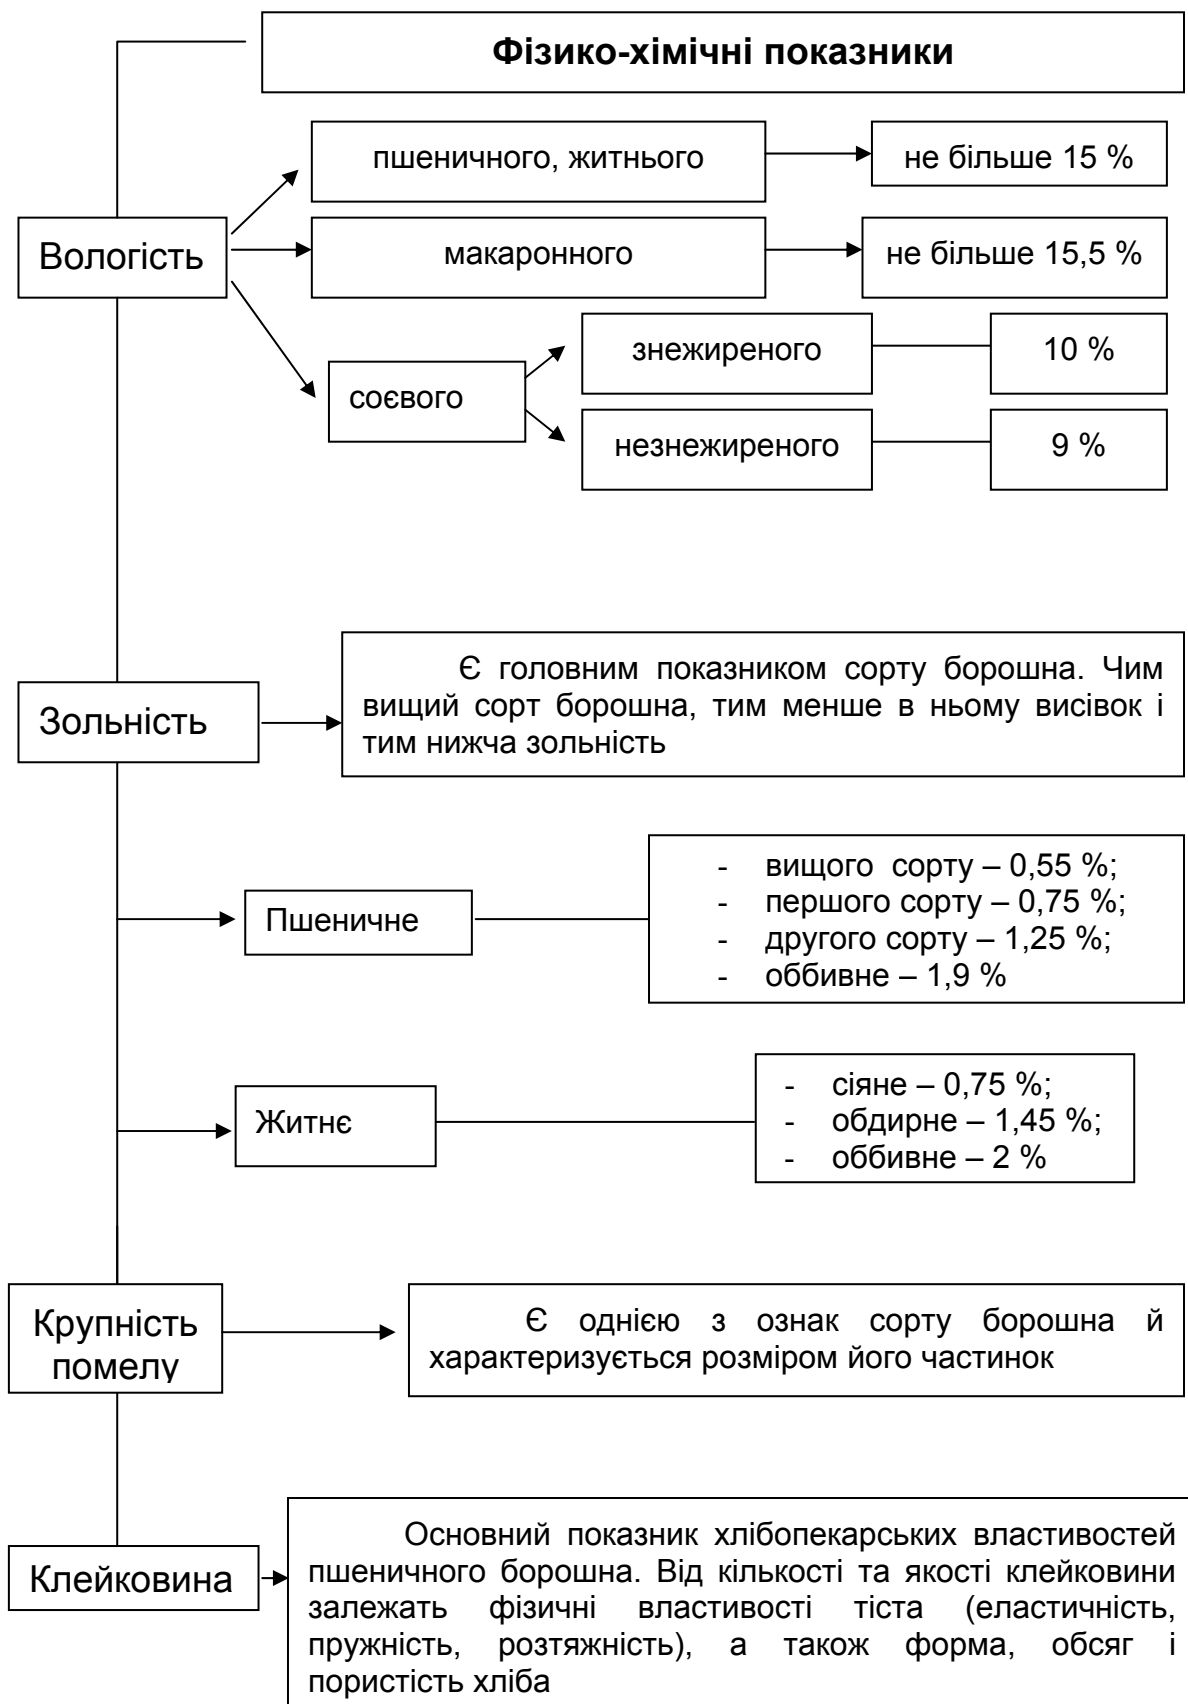 Фізико-хімічні показники
пшеничного, житнього
не більше 15 %
Вологість
макаронного
не більше 15,5 %
соєвого
знежиреного
10 %
незнежиреного
9 %
Зольність
Є головним показником сорту борошна. Чим
вищий сорт борошна, тим менше в ньому висівок і
тим нижча зольність
Пшеничне
- вищого сорту – 0,55 %;
- першого сорту – 0,75 %;
- другого сорту – 1,25 %;
- оббивне – 1,9 %
Житнє
- сіяне – 0,75 %;
- обдирне – 1,45 %;
- оббивне – 2 %
Крупність
помелу
Є однією з ознак сорту борошна й
характеризується розміром його частинок
Клейковина
Основний показник хлібопекарських властивостей
пшеничного борошна. Від кількості та якості клейковини
залежать фізичні властивості тіста (еластичність,
пружність, розтяжність), а також форма, обсяг і
пористість хліба